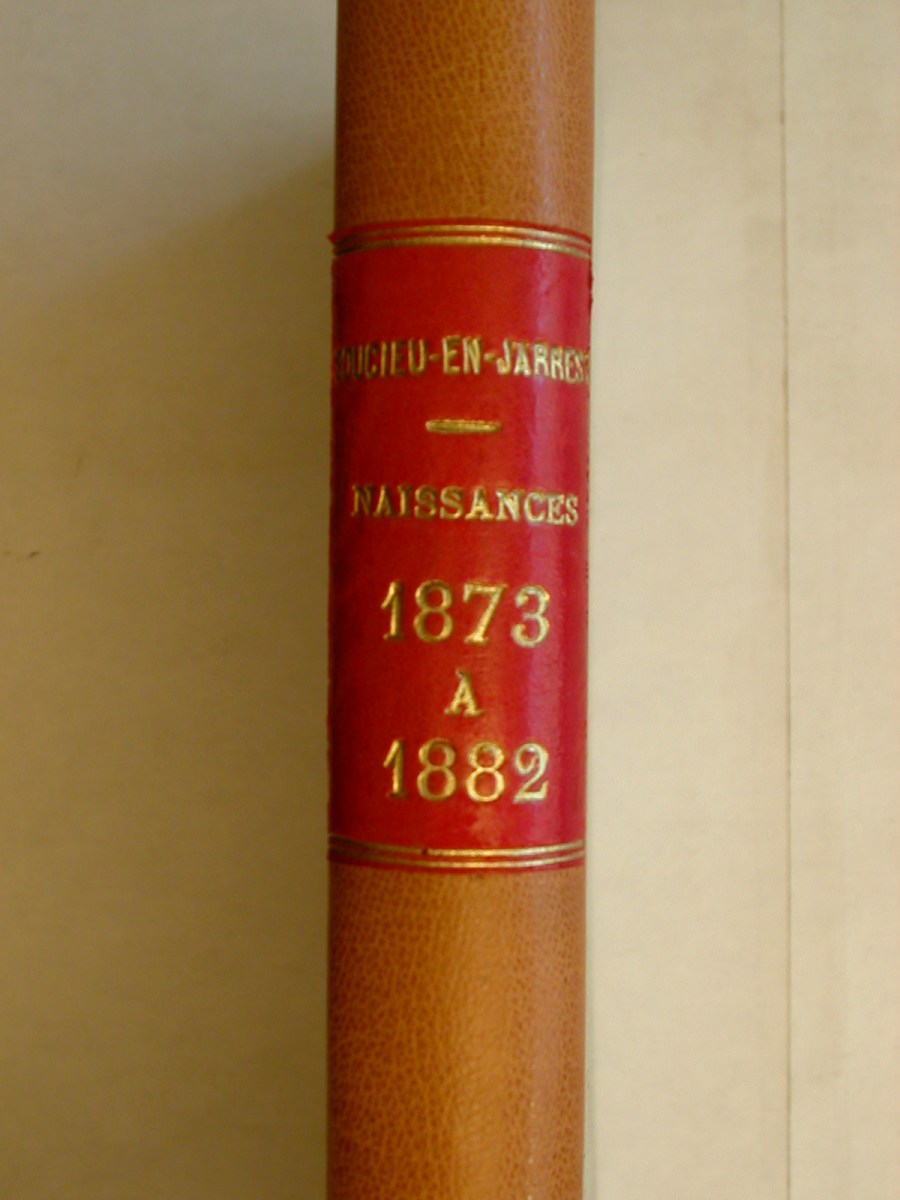 SOUCIEU-EN-JARREST
NAISSANCES
1873
A
1882